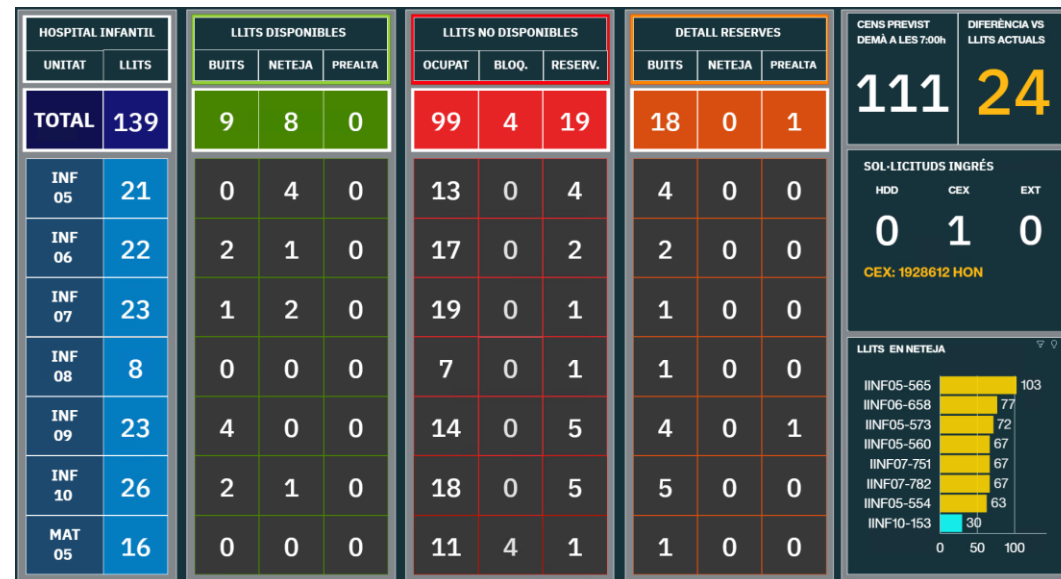 HOSPITAL INFANTIL LLITS DISPONIBLES LLITS NO DISPONIBLES DETALL RESERVES
UNITAT LLITS BUITS NETEJA PREALTA OCUPAT BLOQ. RESERV. BUITS NETEJA PREALTA
TOTAL 139 9 8 0 99 4 19 18 0 1
INF 05 21 0 4 0 13 0 4 4 0 0
INF 06 22 2 1 0 17 0 2 2 0 0
INF 07 23 1 2 0 19 0 1 1 0 0
INF 08 8 0 0 0 7 0 1 1 0 0
INF 09 23 4 0 0 14 0 5 4 0 1
INF 10 26 2 1 0 18 0 5 5 0 0
MAT 05 16 0 0 0 11 4 1 1 0 0
CENS PREVIST DIFERÈNCIA VS
DEMÀ A LES 7:00h LLITS ACTUALS
111 24
SOL·LICITUDS INGRÉS
HDD CEX EXT
0 1 0
CEX: 1928612 HON
LLITS EN NETEJA
IINF05-565 103
IINF06-658 77
IINF05-573 72
IINF05-560 67
IINF07-751 67
IINF07-782 67
IINF05-554 63
IINF10-153 30
0 50 100